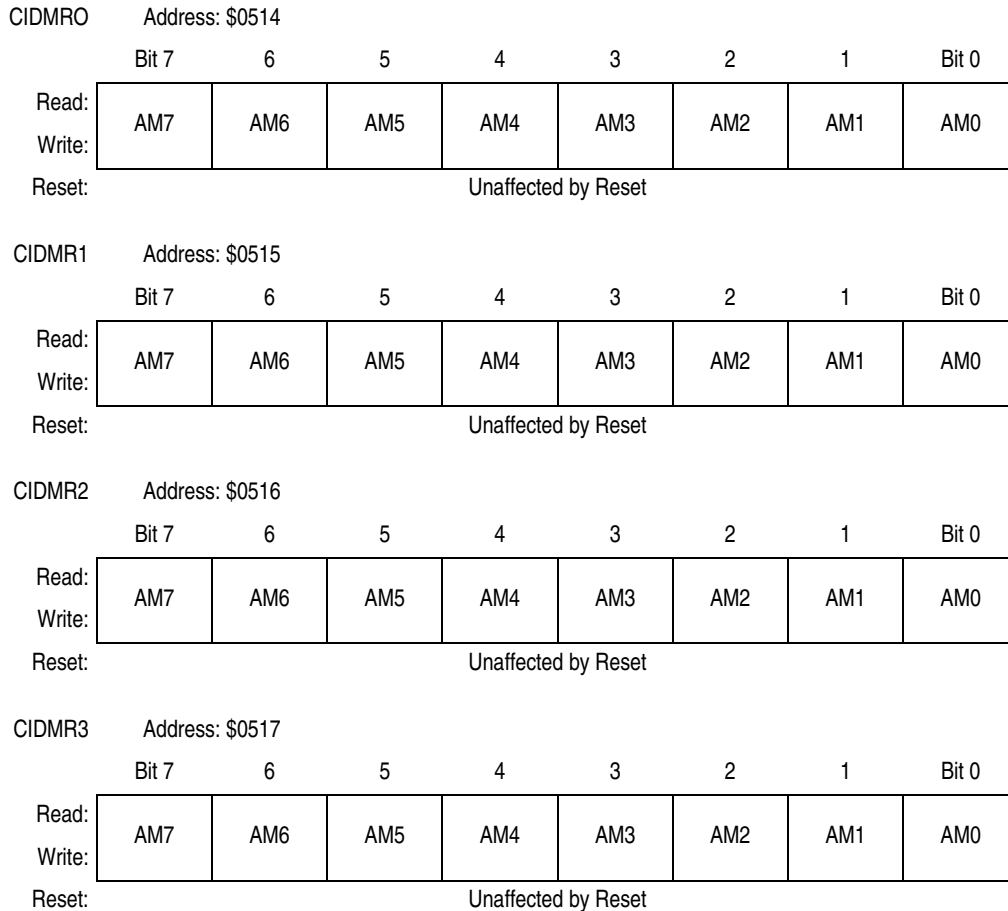 CIDMRO Address: $0514
Bit 7 6 5 4 3 2 1 Bit 0
Read:
AM7 AM6 AM5 AM4 AM3 AM2 AM1 AM0
Write:
Reset: Unaffected by Reset
CIDMR1 Address: $0515
Bit 7 6 5 4 3 2 1 Bit 0
Read:
AM7 AM6 AM5 AM4 AM3 AM2 AM1 AM0
Write:
Reset: Unaffected by Reset
CIDMR2 Address: $0516
Bit 7 6 5 4 3 2 1 Bit 0
Read:
AM7 AM6 AM5 AM4 AM3 AM2 AM1 AM0
Write:
Reset: Unaffected by Reset
CIDMR3 Address: $0517
Bit 7 6 5 4 3 2 1 Bit 0
Read:
AM7 AM6 AM5 AM4 AM3 AM2 AM1 AM0
Write:
Reset: Unaffected by Reset